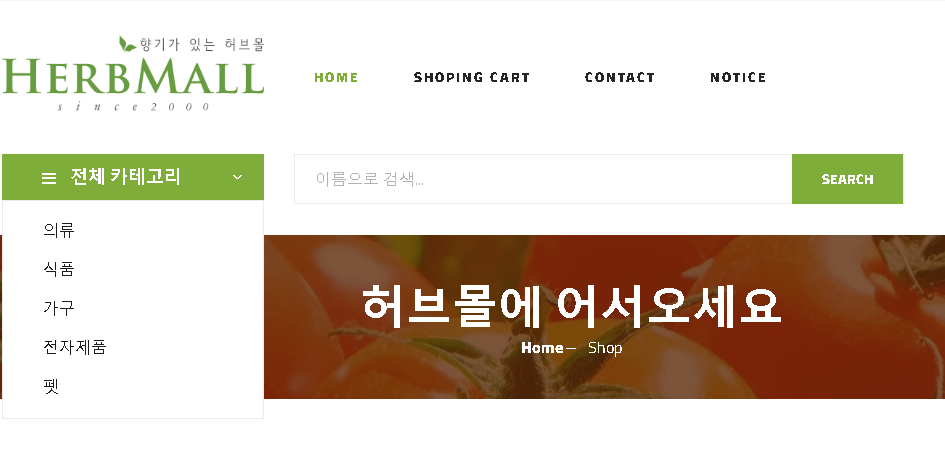 향기가 있는 허브몰
HERBMALL
since2000
HOME SHOPING CART CONTACT NOTICE
전체 카테고리
이름으로 검색...
SEARCH
의류
식품
가구
전자제품
펫
허브몰에 어서오세요
Home – Shop